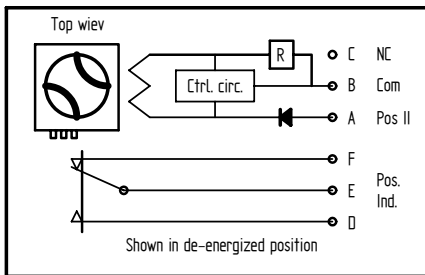 Top wiev
R
C NC
Ctrl. circ.
B Com
A Pos II
F
E Pos. Ind.
D
Shown in de-energized position